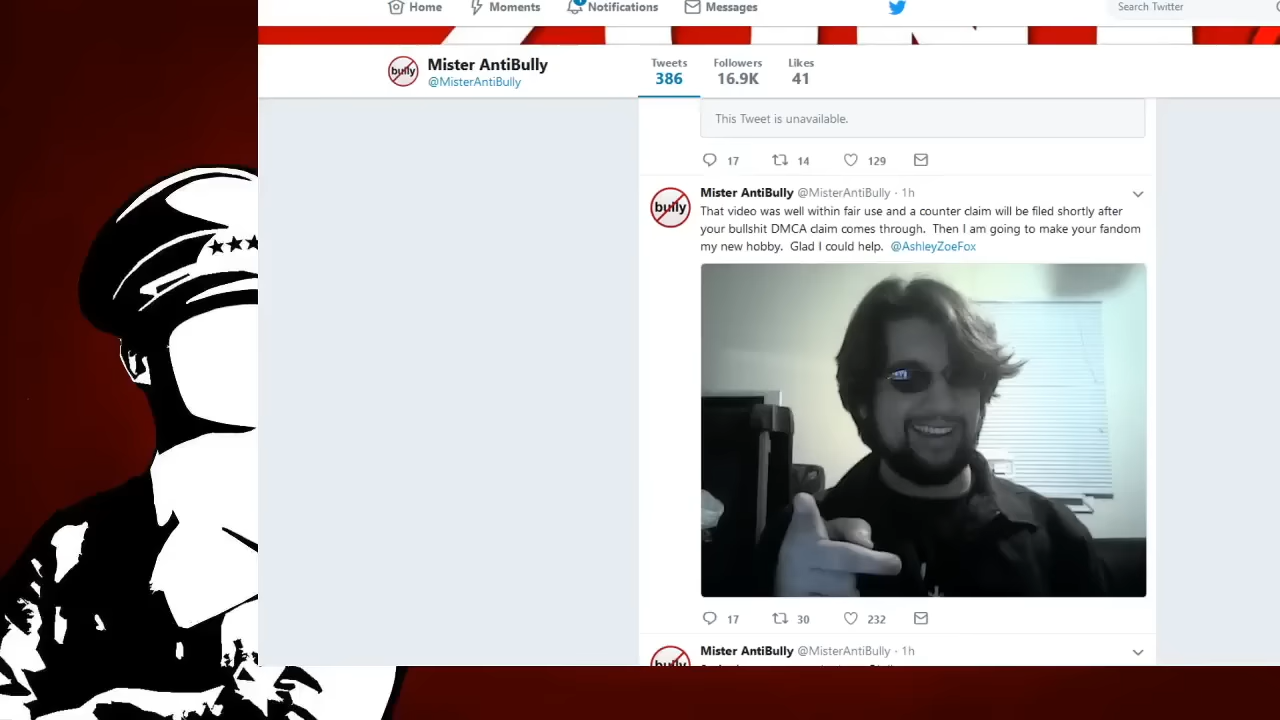 Home Moments Notifications Messages Search Twitter
bully Mister AntiBully
@MisterAntiBully
Tweets Followers Likes
386 16.9K 41
This Tweet is unavailable.
17 14 129
bully
Mister AntiBully @MisterAntiBully · 1h
That video was well within fair use and a counter claim will be filed shortly after
your bullshit DMCA claim comes through. Then I am going to make your fandom
my new hobby. Glad I could help. @AshleyZoeFox
17 30 232
bully
Mister AntiBully @MisterAntiBully · 1h